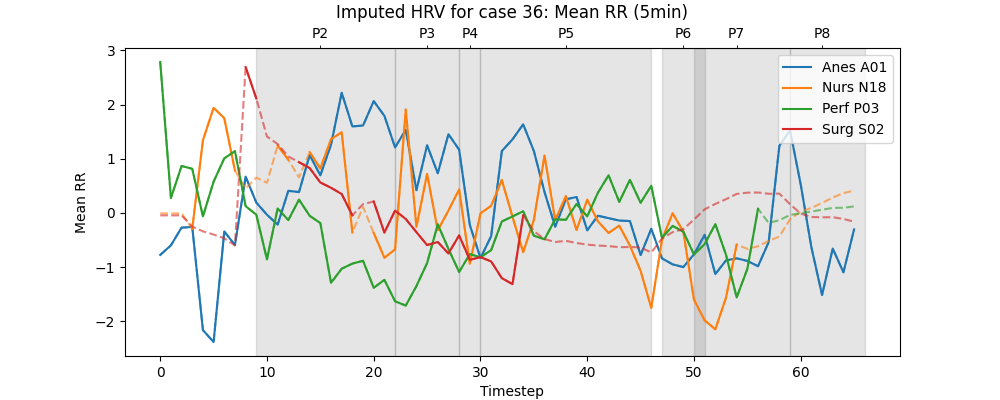 Imputed HRV for case 36: Mean RR (5min)
P2 P3 P4 P5 P6 P7 P8
Anes A01
Nurs N18
Perf P03
Surg S02
Mean RR
3
2
1
0
−1
−2
0 10 20 30 40 50 60
Timestep